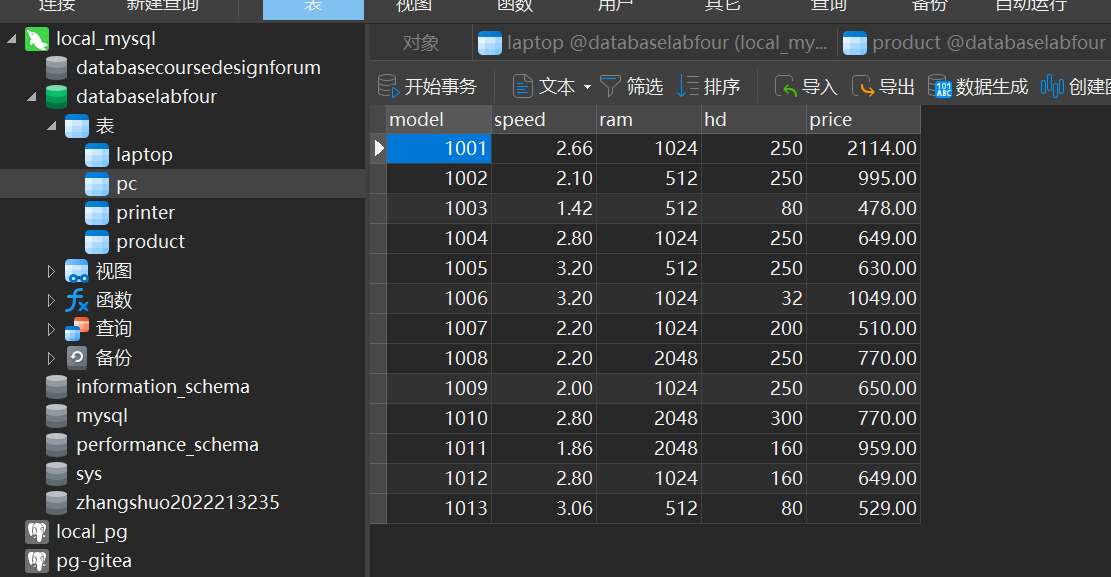 连接 新建查询 表 视图 函数 用户 其它 查询 备份 自动运行
local_mysql
databasecoursedesignforum
databaselabfour
表
laptop
pc
printer
product
视图
函数
查询
备份
information_schema
mysql
performance_schema
sys
zhangshuo2022213235
local_pg
pg-gitea
对象 laptop @databaselabfour (local_my... product @databaselabfour
开始事务 文本 筛选 排序 导入 导出 数据生成 创建
model speed ram hd price
1001 2.66 1024 250 2114.00
1002 2.10 512 250 995.00
1003 1.42 512 80 478.00
1004 2.80 1024 250 649.00
1005 3.20 512 250 630.00
1006 3.20 1024 32 1049.00
1007 2.20 1024 200 510.00
1008 2.20 2048 250 770.00
1009 2.00 1024 250 650.00
1010 2.80 2048 300 770.00
1011 1.86 2048 160 959.00
1012 2.80 1024 160 649.00
1013 3.06 512 80 529.00